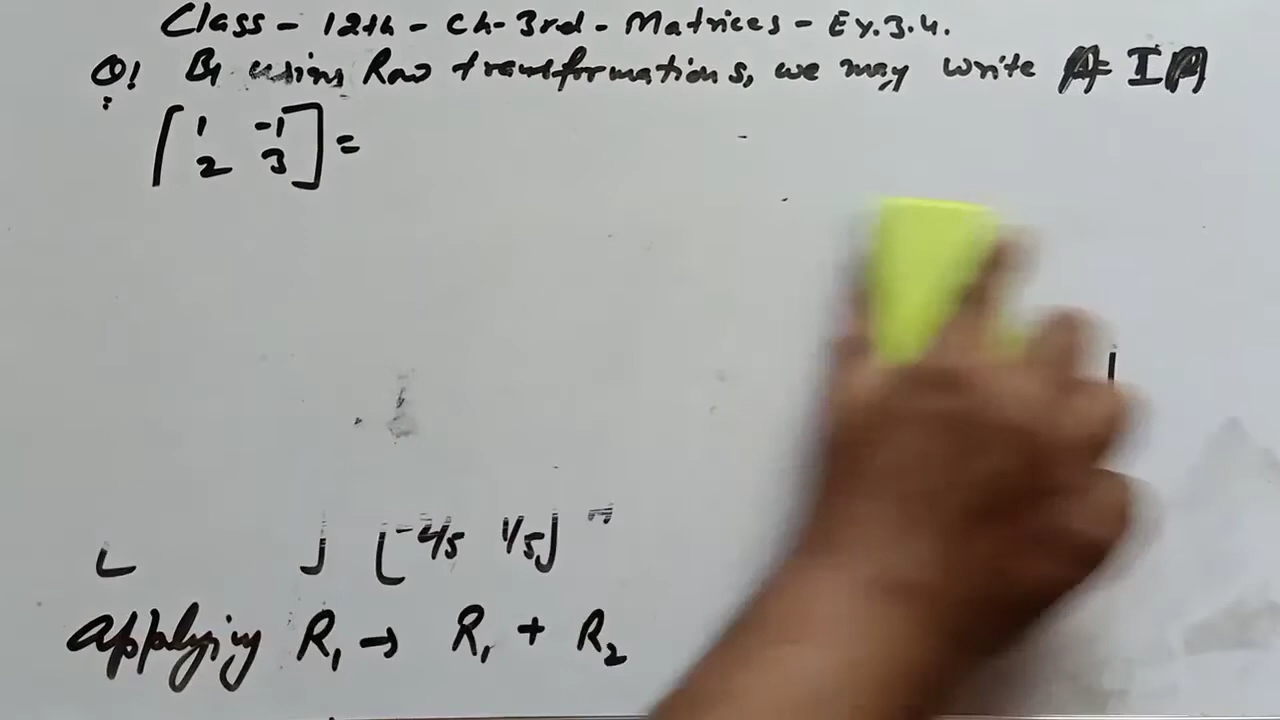 Class - 12th - Ch-3rd - Matrices - Ex.3.4.
Q! By using Row transformations, we may write A = IA
[ 1 -1
2 3 ] =
[-2/5 1/5]
Applying R₁ → R₁ + R₂